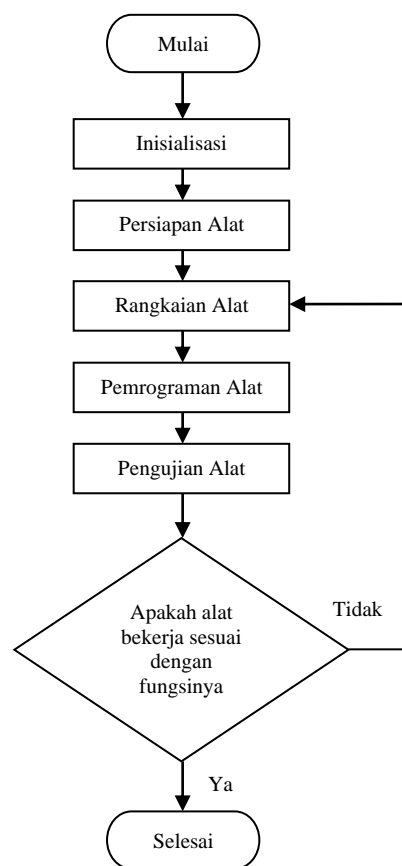 Mulai
Inisialisasi
Persiapan Alat
Rangkaian Alat
Pemrograman Alat
Pengujian Alat
Apakah alat
bekerja sesuai
dengan
fungsinya
Tidak
Ya
Selesai